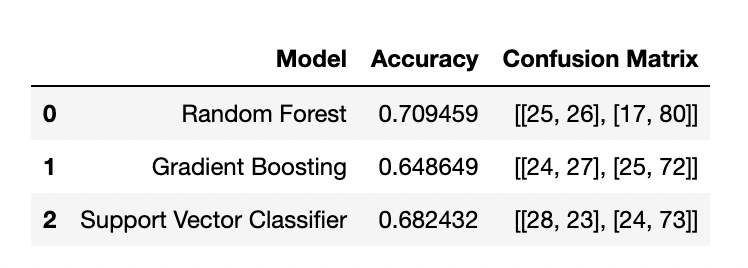 Model Accuracy Confusion Matrix
0 Random Forest 0.709459 [[25, 26], [17, 80]]
1 Gradient Boosting 0.648649 [[24, 27], [25, 72]]
2 Support Vector Classifier 0.682432 [[28, 23], [24, 73]]